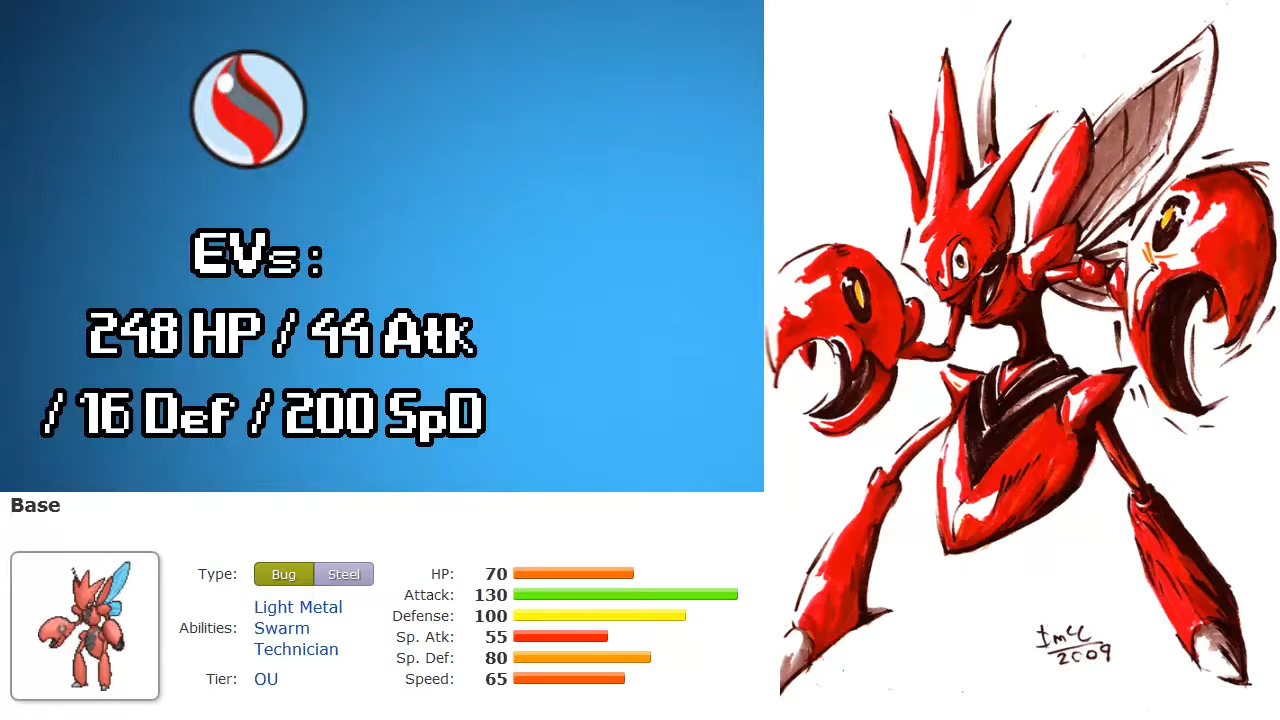 EVs:
248 HP / 44 Atk
/ 16 Def / 200 SpD
Base
Type: Bug Steel
Abilities: Light Metal
Swarm
Technician
Tier: OU
HP: 70
Attack: 130
Defense: 100
Sp. Atk: 55
Sp. Def: 80
Speed: 65
2009